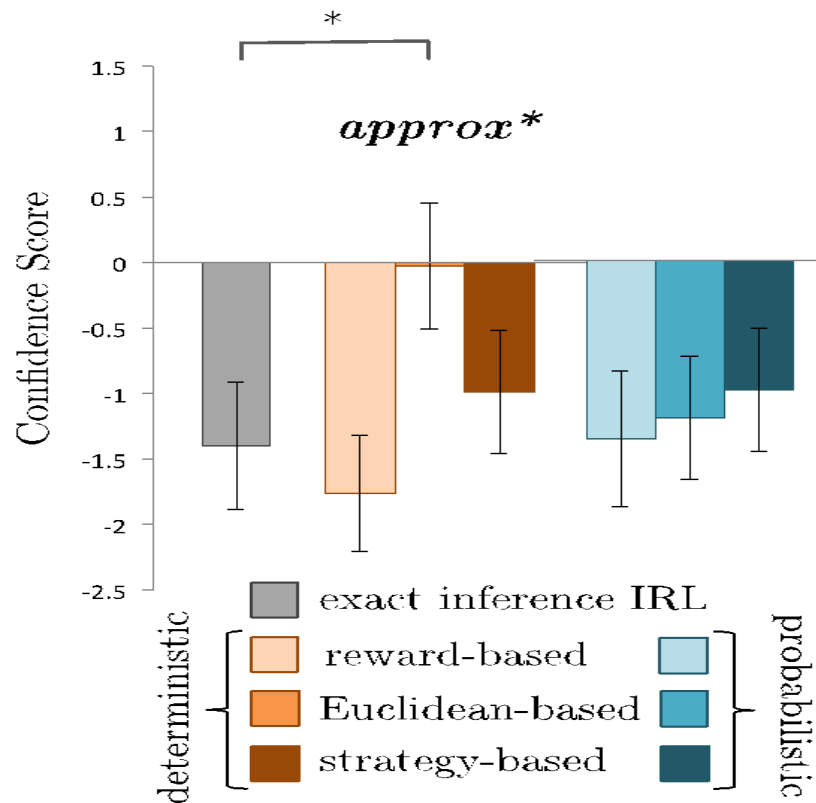 *
1.5
approx*
1
0.5
0
-0.5
-1
-1.5
-2
-2.5
Confidence Score
exact inference IRL
reward-based
Euclidean-based
strategy-based
deterministic
probabilistic